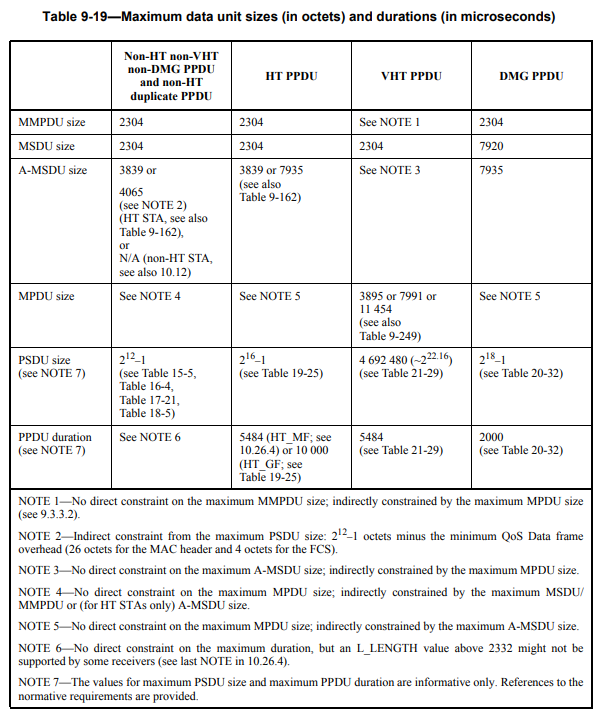 Table 9-19—Maximum data unit sizes (in octets) and durations (in microseconds)
Non-HT non-VHT
non-DMG PPDU
and non-HT
duplicate PPDU
HT PPDU
VHT PPDU
DMG PPDU
MMPDU size
2304
2304
See NOTE 1
2304
MSDU size
2304
2304
2304
7920
A-MSDU size
3839 or
4065
(see NOTE 2)
(HT STA, see also
Table 9-162),
or
N/A (non-HT STA,
see also 10.12)
3839 or 7935
(see also
Table 9-162)
See NOTE 3
7935
MPDU size
See NOTE 4
See NOTE 5
3895 or 7991 or
11 454
(see also
Table 9-249)
See NOTE 5
PSDU size
(see NOTE 7)
2^12–1
(see Table 15-5,
Table 16-4,
Table 17-21,
Table 18-5)
2^16–1
(see Table 19-25)
4 692 480 (~2^22.16)
(see Table 21-29)
2^18–1
(see Table 20-32)
PPDU duration
(see NOTE 7)
See NOTE 6
5484 (HT_MF; see
10.26.4) or 10 000
(HT_GF; see
Table 19-25)
5484
(see Table 21-29)
2000
(see Table 20-32)
NOTE 1—No direct constraint on the maximum MMPDU size; indirectly constrained by the maximum MPDU size
(see 9.3.3.2).
NOTE 2—Indirect constraint from the maximum PSDU size: 2^12–1 octets minus the minimum QoS Data frame
overhead (26 octets for the MAC header and 4 octets for the FCS).
NOTE 3—No direct constraint on the maximum A-MSDU size; indirectly constrained by the maximum MPDU size.
NOTE 4—No direct constraint on the maximum MPDU size; indirectly constrained by the maximum MSDU/
MMPDU or (for HT STAs only) A-MSDU size.
NOTE 5—No direct constraint on the maximum MPDU size; indirectly constrained by the maximum A-MSDU size.
NOTE 6—No direct constraint on the maximum duration, but an L_LENGTH value above 2332 might not be
supported by some receivers (see last NOTE in 10.26.4).
NOTE 7—The values for maximum PSDU size and maximum PPDU duration are informative only. References to the
normative requirements are provided.